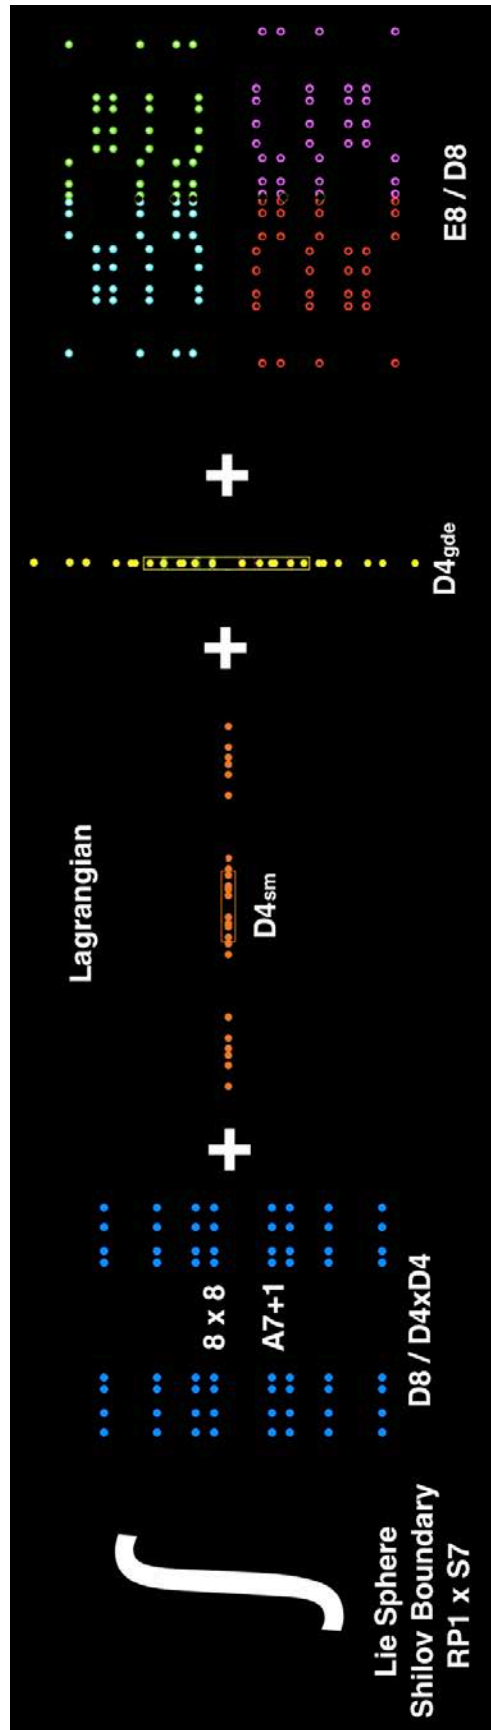 Lagrangian
∫
Lie Sphere
Shilov Boundary
RP1 x S7
8 x 8
A7+1
D8 / D4xD4
+
D4sm
+
D4gde
+
E8 / D8